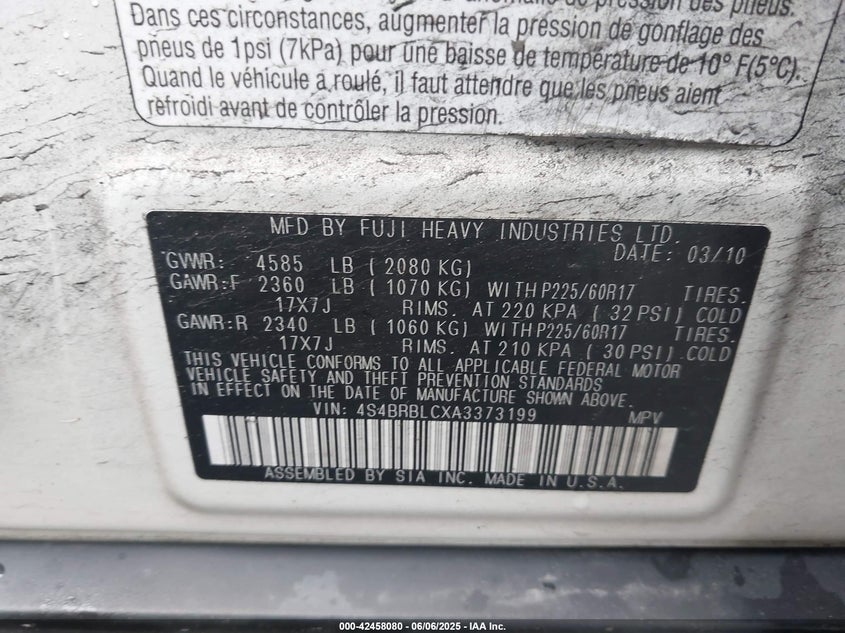 Dans ces circonstances, augmenter la pression de gonflage des
pneus de 1psi (7kPa) pour une baisse de température de 10° F(5°C).
Quand le véhicule a roulé, il faut attendre que les pneus aient
refroidi avant de contrôler la pression.
MFD BY FUJI HEAVY INDUSTRIES LTD.
DATE: 03/10
GVWR: 4585 LB ( 2080 KG)
GAWR:F 2360 LB ( 1070 KG) WITH P225/60R17 TIRES.
17X7J RIMS. AT 220 KPA ( 32 PSI) COLD
GAWR:R 2340 LB ( 1060 KG) WITH P225/60R17 TIRES.
17X7J RIMS. AT 210 KPA ( 30 PSI) COLD
THIS VEHICLE CONFORMS TO ALL APPLICABLE FEDERAL MOTOR
VEHICLE SAFETY AND THEFT PREVENTION STANDARDS
IN EFFECT ON THE DATE OF MANUFACTURE SHOWN ABOVE.
VIN: 4S4BRBLCXA3373199 MPV
ASSEMBLED BY SIA INC. MADE IN U.S.A.
000-42458080 - 06/06/2025 - IAA Inc.